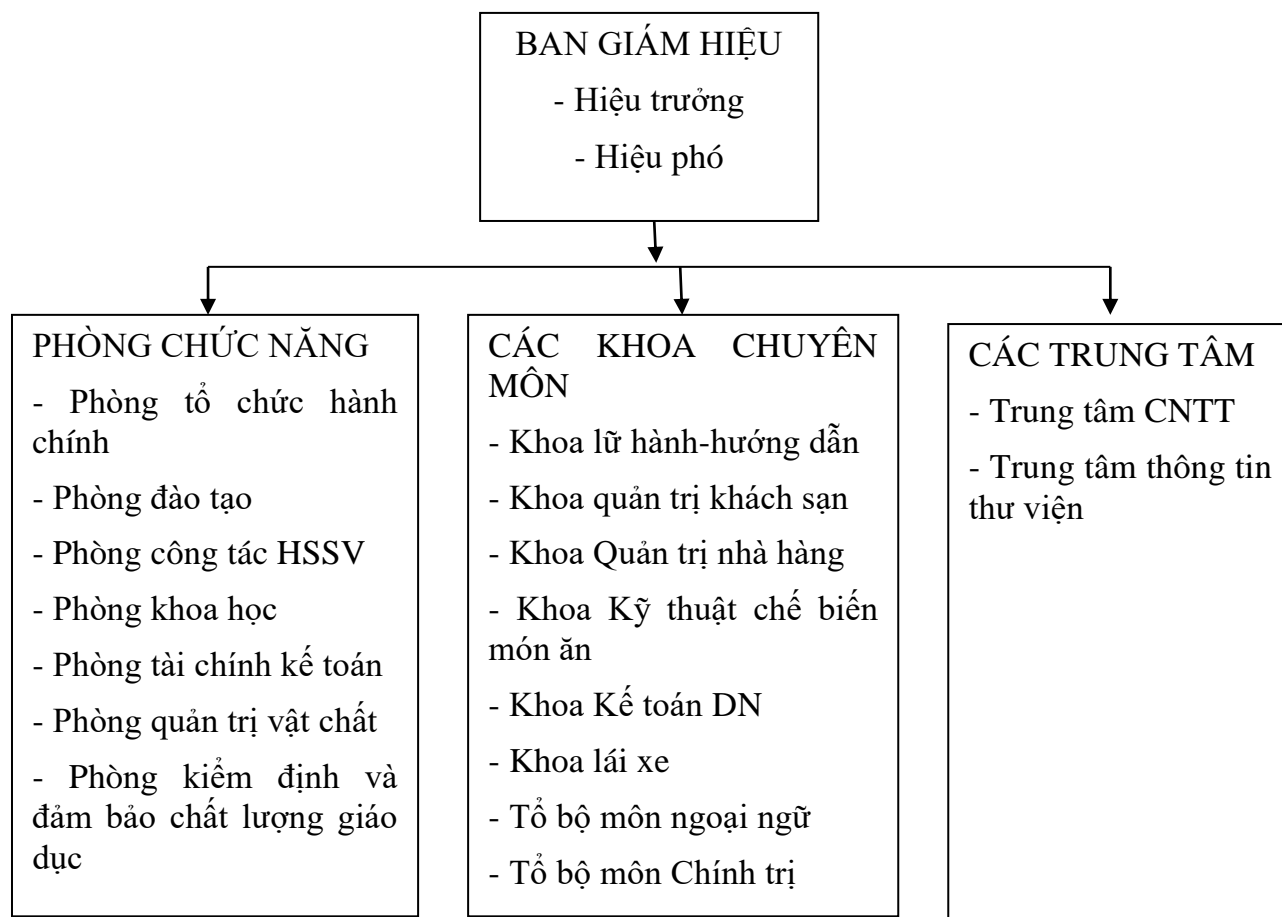 BAN GIÁM HIỆU
- Hiệu trưởng
- Hiệu phó
PHÒNG CHỨC NĂNG
- Phòng tổ chức hành
chính
- Phòng đào tạo
- Phòng công tác HSSV
- Phòng khoa học
- Phòng tài chính kế toán
- Phòng quản trị vật chất
- Phòng kiểm định và
đảm bảo chất lượng giáo
dục
CÁC KHOA CHUYÊN
MÔN
- Khoa lữ hành-hướng dẫn
- Khoa quản trị khách sạn
- Khoa Quản trị nhà hàng
- Khoa Kỹ thuật chế biến
món ăn
- Khoa Kế toán DN
- Khoa lái xe
- Tổ bộ môn ngoại ngữ
- Tổ bộ môn Chính trị
CÁC TRUNG TÂM
- Trung tâm CNTT
- Trung tâm thông tin
thư viện